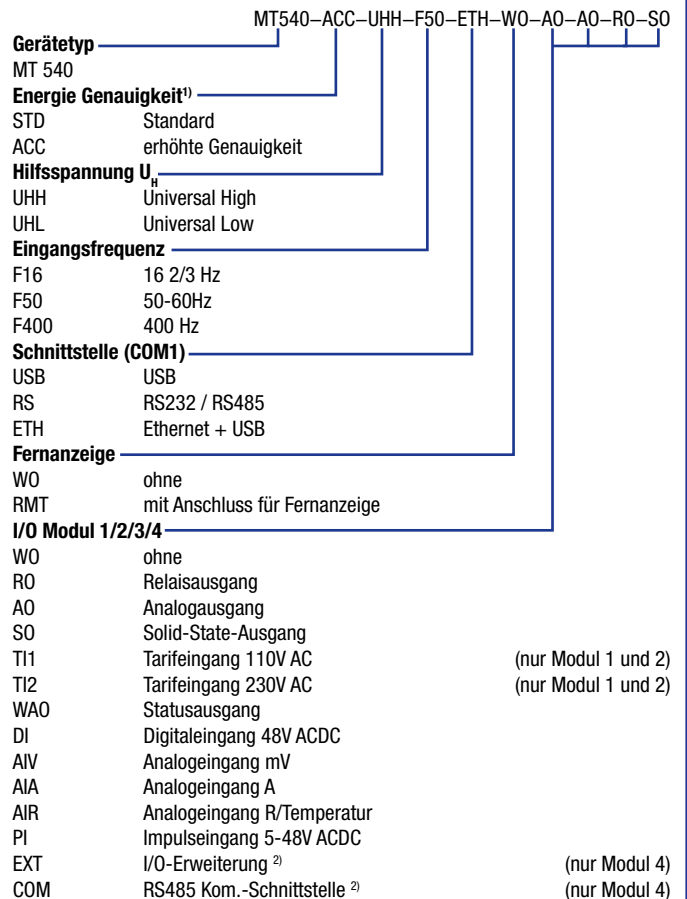 MT540–ACC–UHH–F50–ETH–WO–AO–AO–RO–SO
Gerätetyp
MT 540
Energie Genauigkeit1)
STD Standard
ACC erhöhte Genauigkeit
Hilfsspannung UH
UHH Universal High
UHL Universal Low
Eingangsfrequenz
F16 16 2/3 Hz
F50 50-60Hz
F400 400 Hz
Schnittstelle (COM1)
USB USB
RS RS232 / RS485
ETH Ethernet + USB
Fernanzeige
WO ohne
RMT mit Anschluss für Fernanzeige
I/O Modul 1/2/3/4
WO ohne
RO Relaisausgang
AO Analogausgang
SO Solid-State-Ausgang
TI1 Tarifeingang 110V AC (nur Modul 1 und 2)
TI2 Tarifeingang 230V AC (nur Modul 1 und 2)
WAO Statusausgang
DI Digitaleingang 48V ACDC
AIV Analogeingang mV
AIA Analogeingang A
AIR Analogeingang R/Temperatur
PI Impulseingang 5-48V ACDC
EXT I/O-Erweiterung 2) (nur Modul 4)
COM RS485 Kom.-Schnittstelle 2) (nur Modul 4)